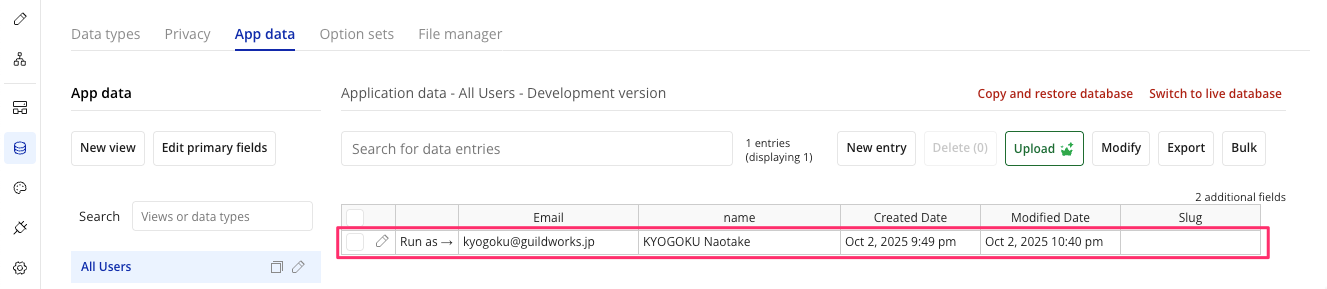 Data types Privacy App data Option sets File manager
App data
Application data - All Users - Development version
Copy and restore database Switch to live database
New view Edit primary fields
Search for data entries
1 entries
(displaying 1)
New entry Delete (0) Upload Modify Export Bulk
2 additional fields
Search Views or data types
Email name Created Date Modified Date Slug
Run as → kyogoku@guildworks.jp KYOGOKU Naotake Oct 2, 2025 9:49 pm Oct 2, 2025 10:40 pm
All Users